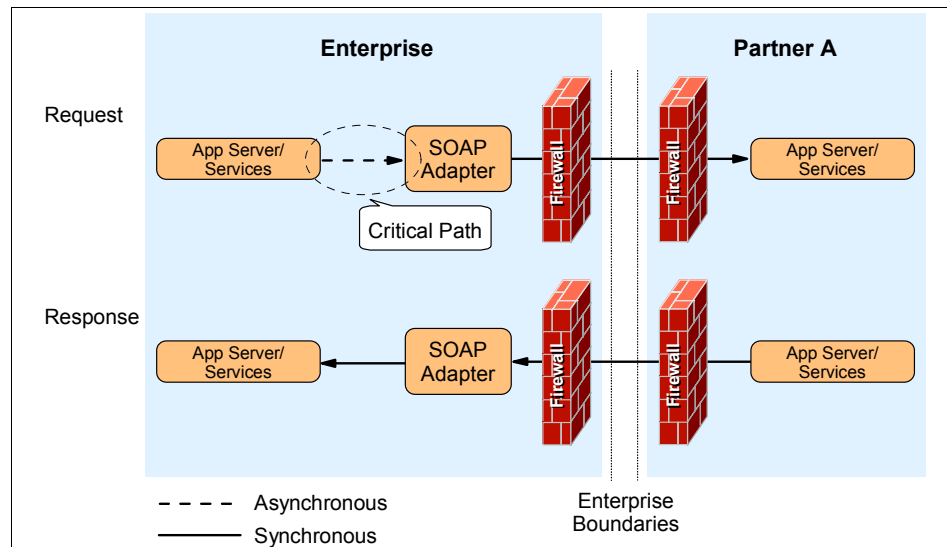 Enterprise
Partner A
Request
App Server/
Services
SOAP
Adapter
Firewall
Firewall
App Server/
Services
Critical Path
Response
App Server/
Services
SOAP
Adapter
Firewall
Firewall
App Server/
Services
Asynchronous
Synchronous
Enterprise
Boundaries